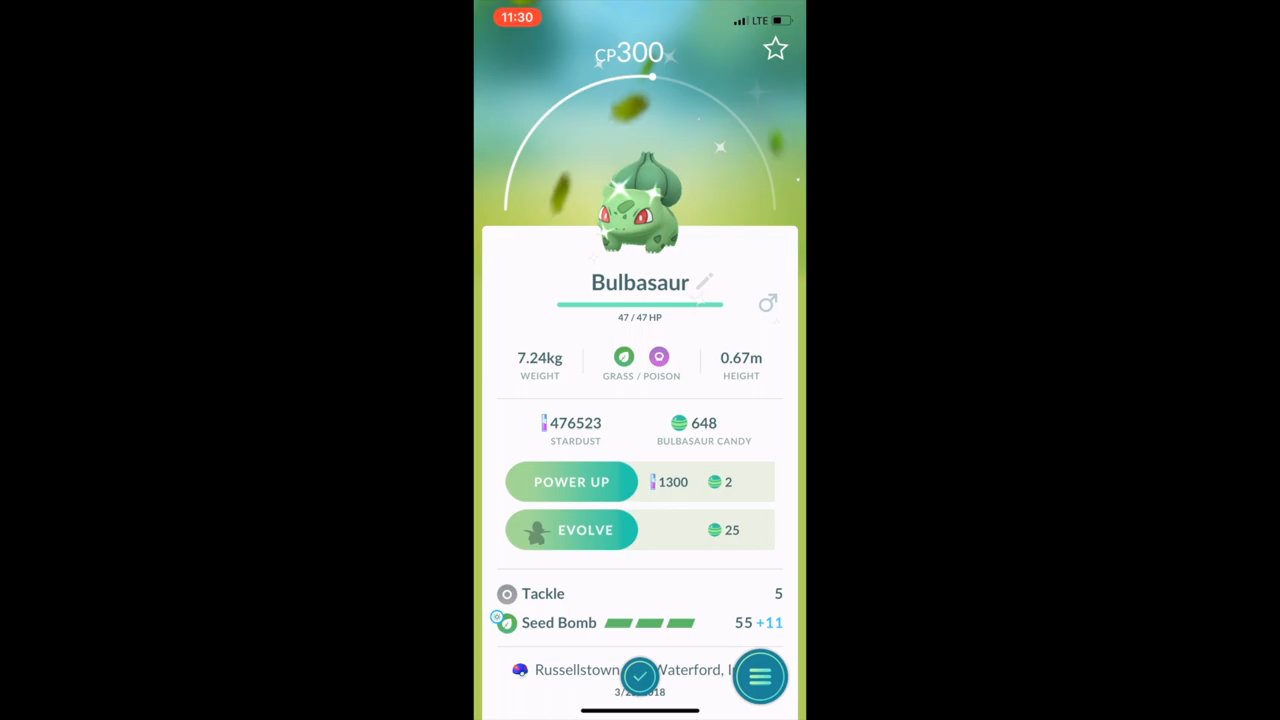 11:30
LTE
CP300
Bulbasaur
47 / 47 HP
7.24kg
WEIGHT
GRASS / POISON
0.67m
HEIGHT
476523
STARDUST
648
BULBASAUR CANDY
POWER UP 1300 2
EVOLVE 25
Tackle 5
Seed Bomb 55 +11
Russellstown Waterford,